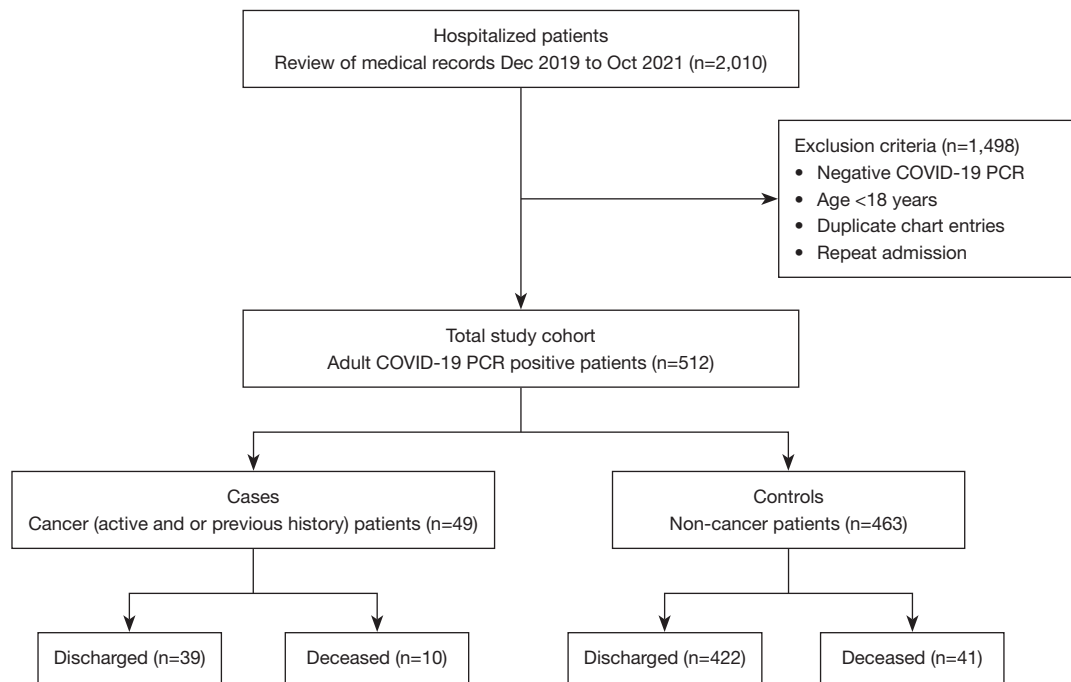 Hospitalized patients
Review of medical records Dec 2019 to Oct 2021 (n=2,010)
Exclusion criteria (n=1,498)
• Negative COVID-19 PCR
• Age <18 years
• Duplicate chart entries
• Repeat admission
Total study cohort
Adult COVID-19 PCR positive patients (n=512)
Cases
Cancer (active and or previous history) patients (n=49)
Controls
Non-cancer patients (n=463)
Discharged (n=39)
Deceased (n=10)
Discharged (n=422)
Deceased (n=41)